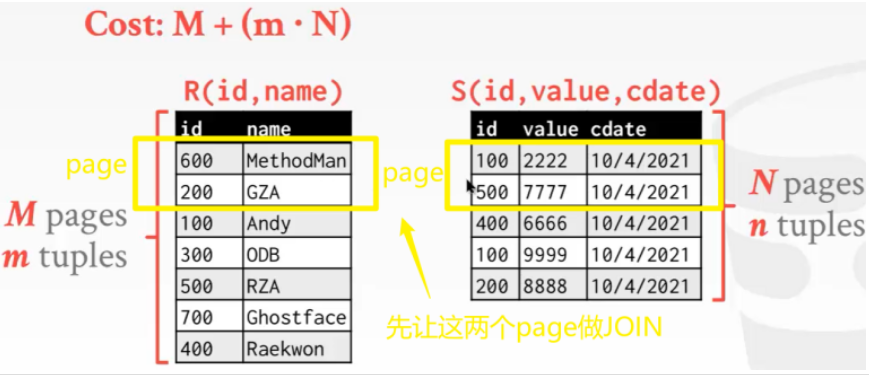 Cost: M + (m · N)
R(id,name)
S(id,value,cdate)
id name
600 MethodMan
200 GZA
100 Andy
300 ODB
500 RZA
700 Ghostface
400 Raekwon
id value cdate
100 2222 10/4/2021
500 7777 10/4/2021
400 6666 10/4/2021
100 9999 10/4/2021
200 8888 10/4/2021
page
page
M pages
m tuples
N pages
n tuples
先让这两个page做JOIN